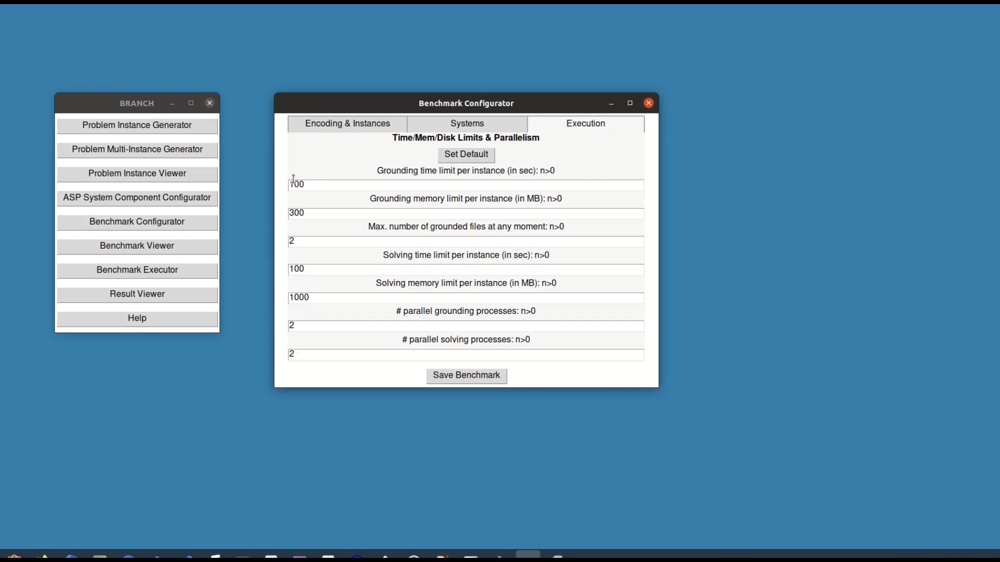 BRANCH
Problem Instance Generator
Problem Multi-Instance Generator
Problem Instance Viewer
ASP System Component Configurator
Benchmark Configurator
Benchmark Viewer
Benchmark Executor
Result Viewer
Help
Benchmark Configurator
Encoding & Instances
Systems
Execution
Time/Mem/Disk Limits & Parallelism
Set Default
Grounding time limit per instance (in sec): n>0
100
Grounding memory limit per instance (in MB): n>0
300
Max. number of grounded files at any moment: n>0
2
Solving time limit per instance (in sec): n>0
100
Solving memory limit per instance (in MB): n>0
1000
# parallel grounding processes: n>0
2
# parallel solving processes: n>0
2
Save Benchmark